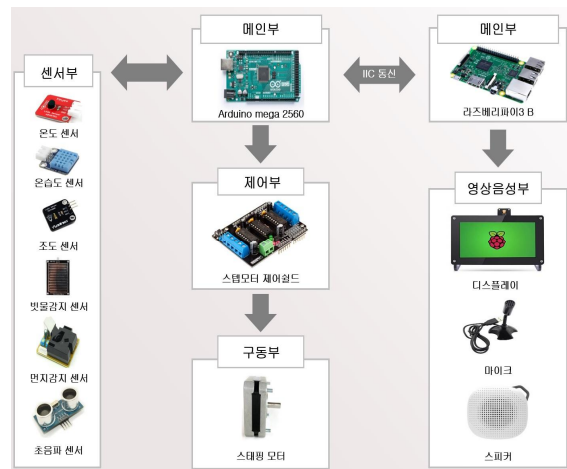 메인부
Arduino mega 2560
IIC 통신
메인부
라즈베리파이3 B
센서부
온도 센서
온습도 센서
조도 센서
빗물감지 센서
먼지감지 센서
초음파 센서
제어부
스텝모터 제어쉴드
구동부
스태핑 모터
영상음성부
디스플레이
마이크
스피커